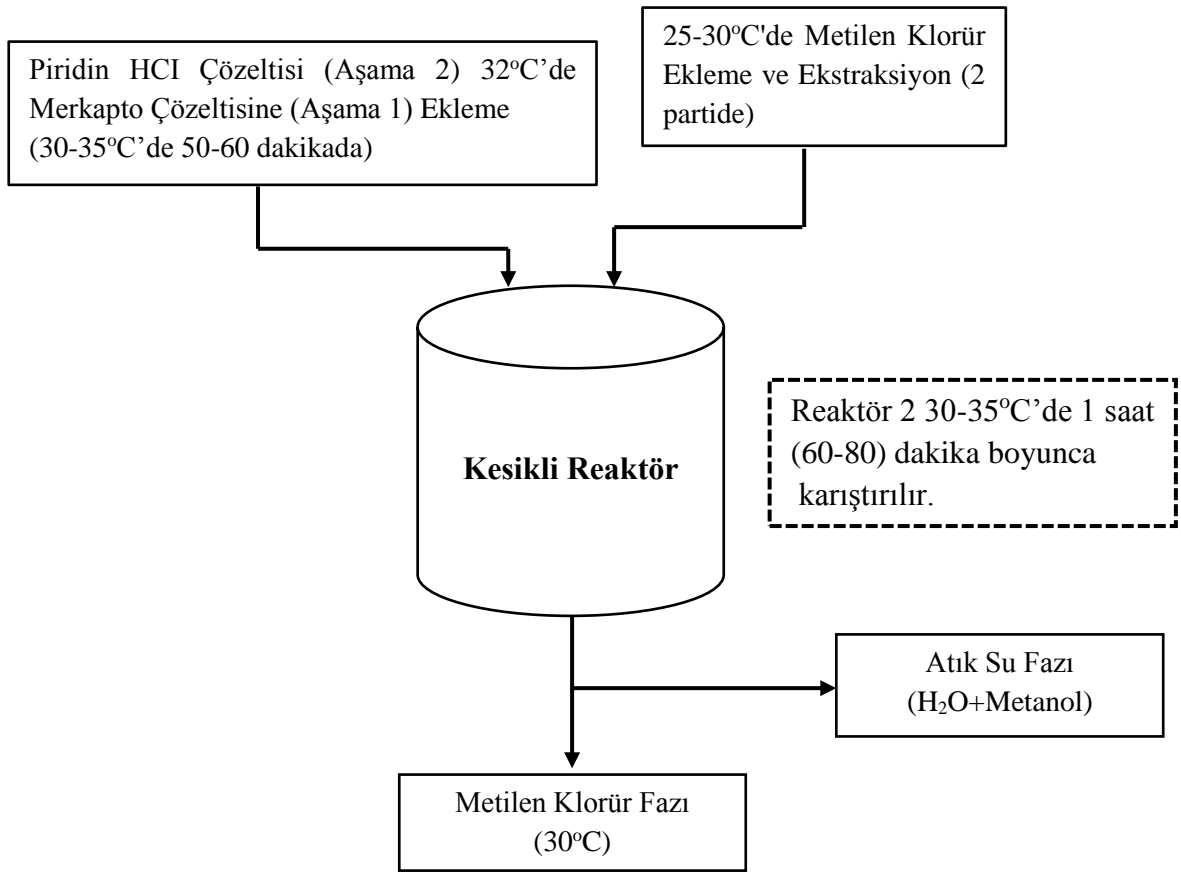 Piridin HCI Çözeltisi (Aşama 2) 32°C’de
Merkapto Çözeltisine (Aşama 1) Ekleme
(30-35°C’de 50-60 dakikada)
25-30°C'de Metilen Klorür
Ekleme ve Ekstraksiyon (2
partide)
Kesikli Reaktör
Reaktör 2 30-35°C’de 1 saat
(60-80) dakika boyunca
karıştırılır.
Atık Su Fazı
(H₂O+Metanol)
Metilen Klorür Fazı
(30°C)